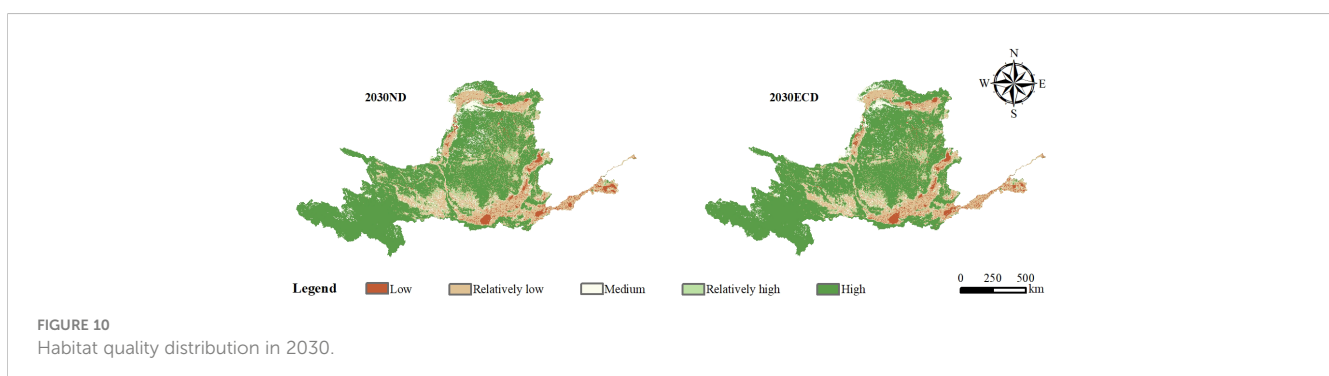 N
2030ND
2030ECD
W
E
S
Legend
Low
Relatively low
Medium
Relatively high
High
0 250 500
km
FIGURE 10
Habitat quality distribution in 2030.